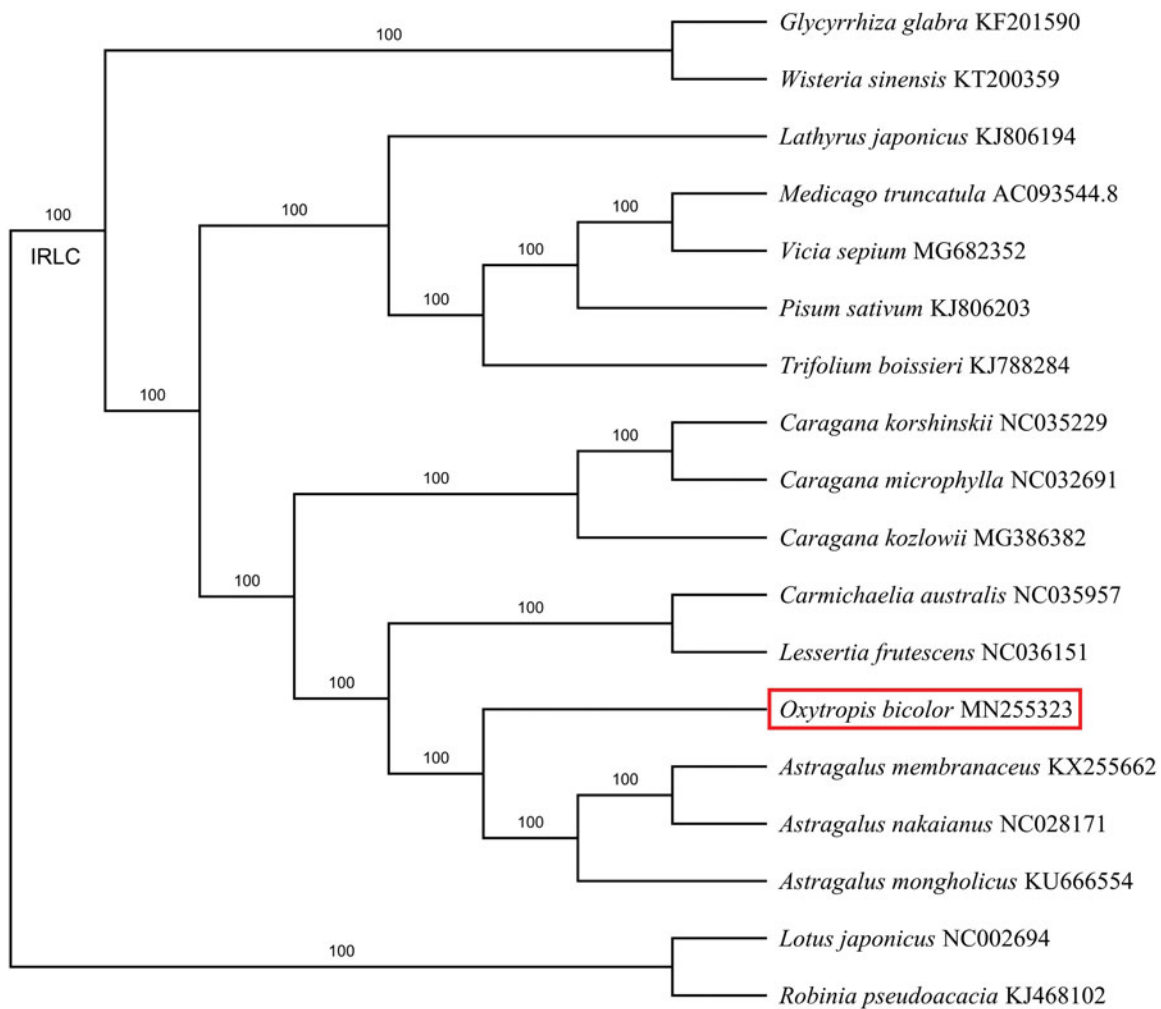 Glycyrrhiza glabra KF201590
100
Wisteria sinensis KT200359
Lathyrus japonicus KJ806194
100
Medicago truncatula AC093544.8
100
100
IRLC
Vicia sepium MG682352
100
Pisum sativum KJ806203
100
Trifolium boissieri KJ788284
100
Caragana korshinskii NC035229
100
Caragana microphylla NC032691
100
Caragana kozlowii MG386382
100
Carmichaelia australis NC035957
100
Lessertia frutescens NC036151
100
Oxytropis bicolor MN255323
100
Astragalus membranaceus KX255662
100
Astragalus nakaianus NC028171
100
Astragalus mongholicus KU666554
Lotus japonicus NC002694
100
Robinia pseudoacacia KJ468102